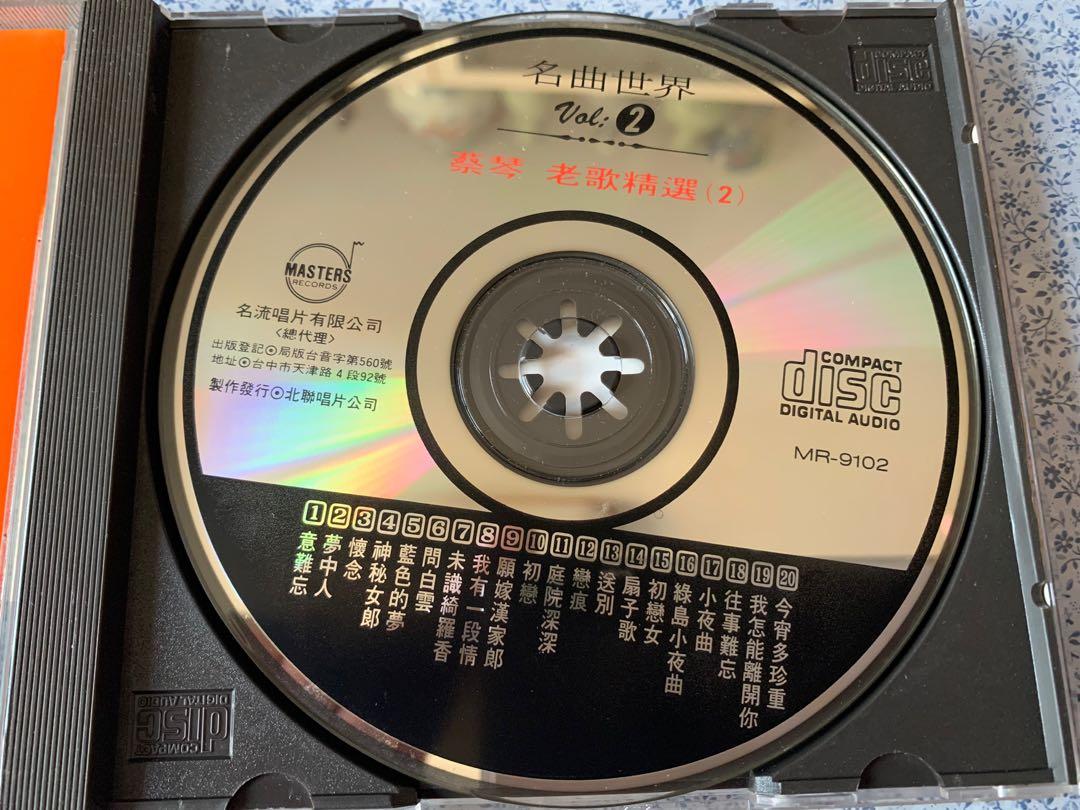 名曲世界
Vol: 2
蔡琴 老歌精選(2)
MASTERS
RECORDS
名流唱片有限公司
<總代理>
出版登記⊙局版台音字第560號
地址⊙台中市天津路4段92號
製作發行⊙北聯唱片公司
COMPACT
disc
DIGITAL AUDIO
MR-9102
1 意難忘
2 夢中人
3 懷念
4 神秘女郎
5 藍色的夢
6 問白雲
7 未識綺羅香
8 我有一段情
9 願嫁漢家郎
10 初戀
11 庭院深深
12 戀痕
13 送別
14 扇子歌
15 初戀女
16 綠島小夜曲
17 小夜曲
18 往事難忘
19 我怎能離開你
20 今宵多珍重
COMPACT
disc
DIGITAL AUDIO
COMPACT
disc
DIGITAL AUDIO